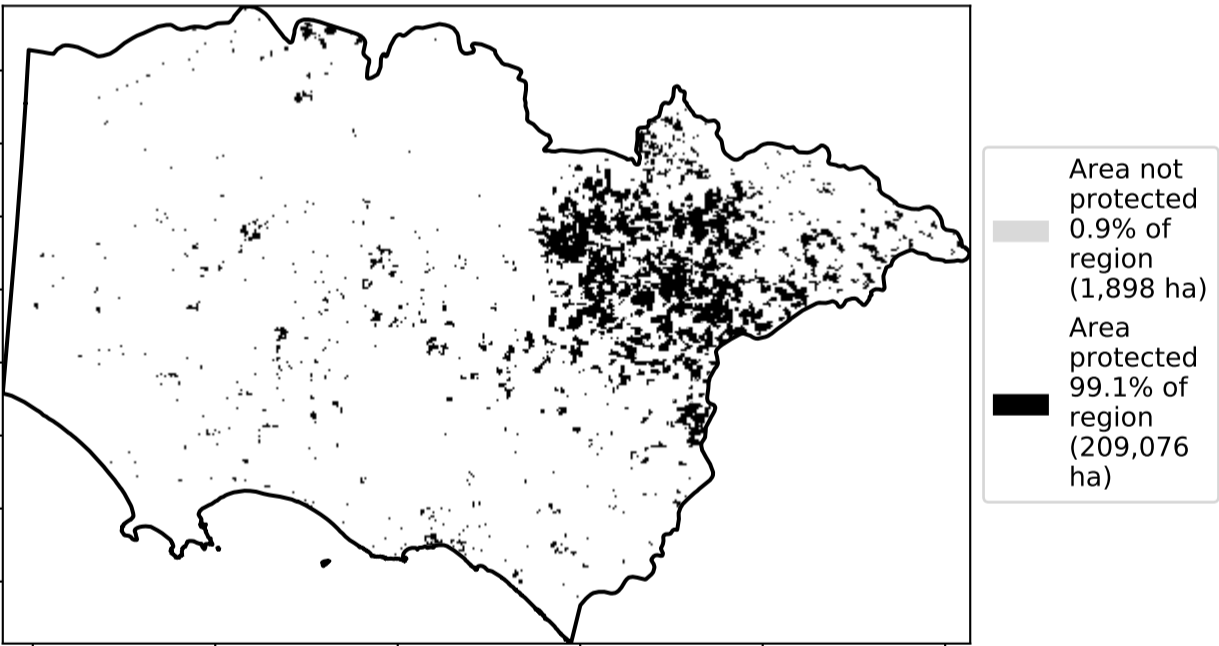 Area not
protected
0.9% of
region
(1,898 ha)
Area
protected
99.1% of
region
(209,076
ha)